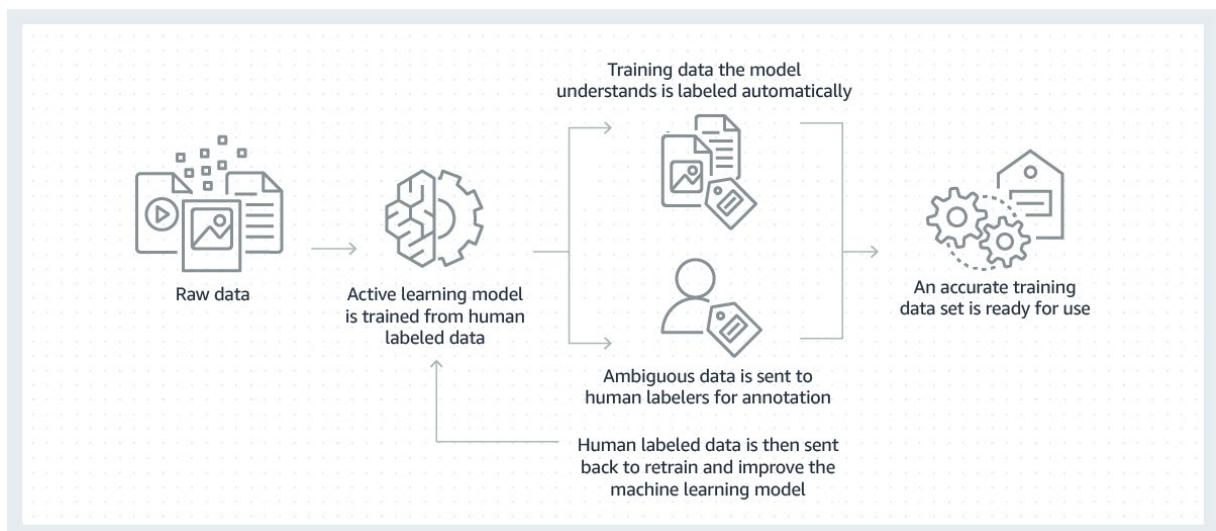 Training data the model
understands is labeled automatically
Raw data
Active learning model
is trained from human
labeled data
An accurate training
data set is ready for use
Ambiguous data is sent to
human labelers for annotation
Human labeled data is then sent
back to retrain and improve the
machine learning model